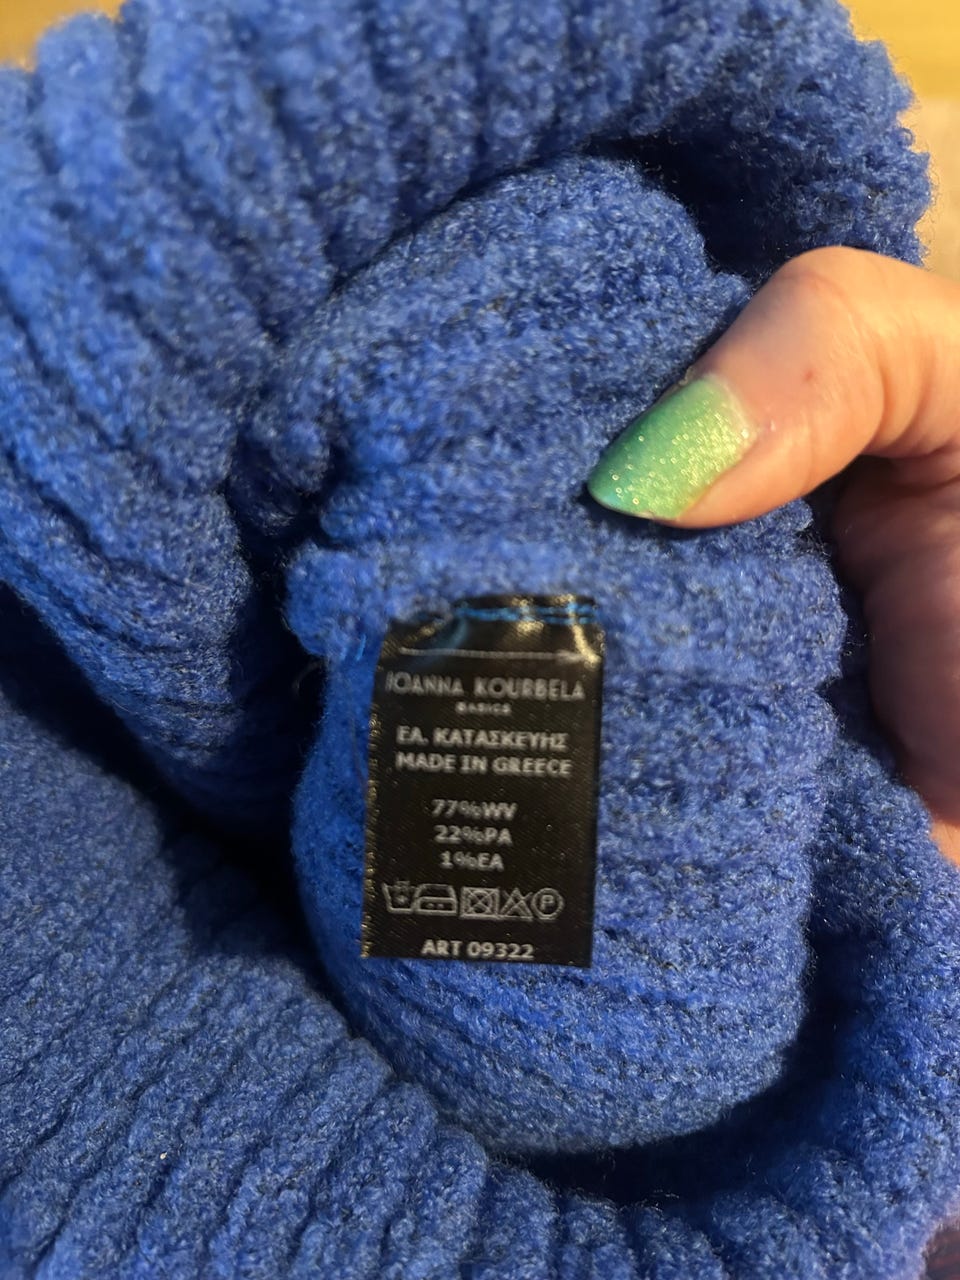 IOANNA KOURBELA
BASICS
ΕΛ. ΚΑΤΑΣΚΕΥΗΣ
MADE IN GREECE
77%WV
22%PA
1%EA
P
ART 09322